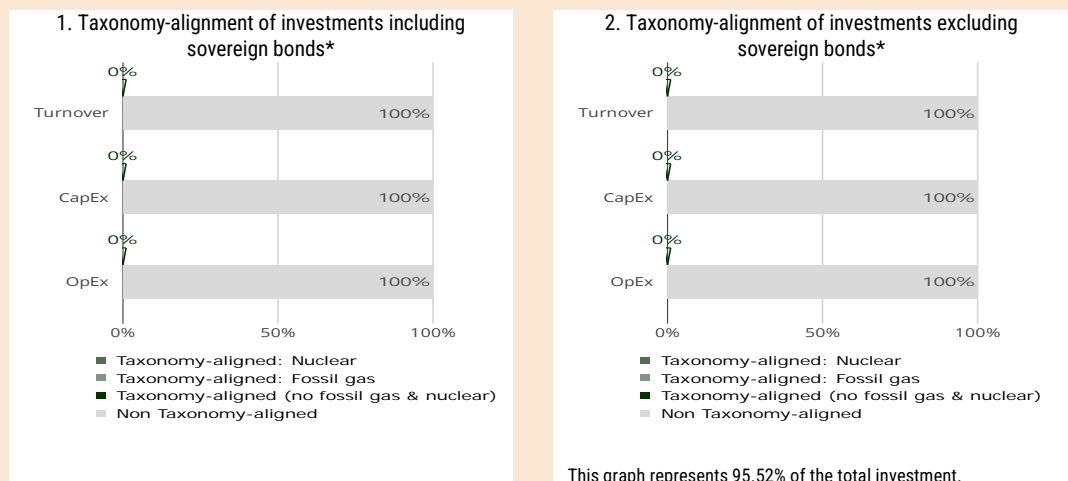 1. Taxonomy-alignment of investments including
sovereign bonds*
0%
Turnover
100%
0%
CapEx
100%
0%
OpEx
100%
0%
50%
100%
Taxonomy-aligned: Nuclear
Taxonomy-aligned: Fossil gas
Taxonomy-aligned (no fossil gas & nuclear)
Non Taxonomy-aligned
2. Taxonomy-alignment of investments excluding
sovereign bonds*
0%
Turnover
100%
0%
CapEx
100%
0%
OpEx
100%
0%
50%
100%
Taxonomy-aligned: Nuclear
Taxonomy-aligned: Fossil gas
Taxonomy-aligned (no fossil gas & nuclear)
Non Taxonomy-aligned
This graph represents 95.52% of the total investment.